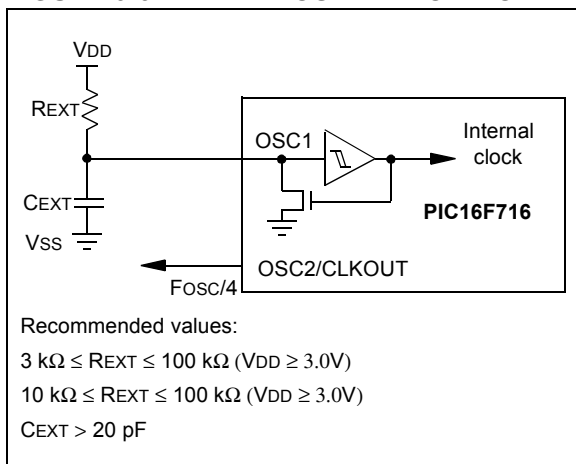 VDD
REXT
OSC1
Internal
clock
CEXT
PIC16F716
VSS
OSC2/CLKOUT
FOSC/4
Recommended values:
3 kΩ ≤ REXT ≤ 100 kΩ (VDD ≥ 3.0V)
10 kΩ ≤ REXT ≤ 100 kΩ (VDD ≥ 3.0V)
CEXT > 20 pF